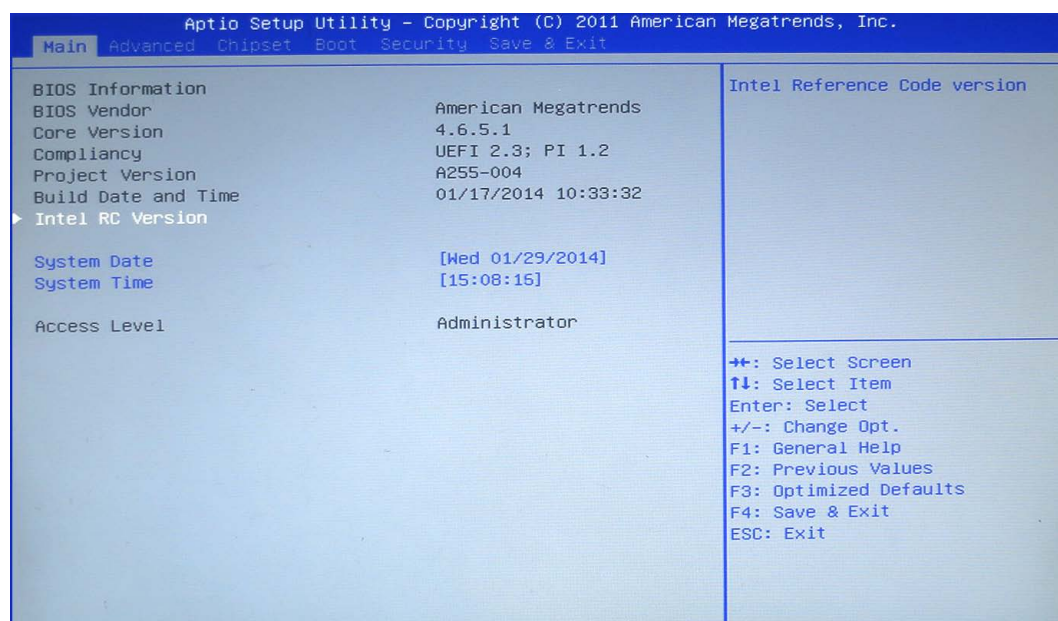 Aptio Setup Utility – Copyright (C) 2011 American Megatrends, Inc.
Main Advanced Chipset Boot Security Save & Exit
BIOS Information
BIOS Vendor American Megatrends
Core Version 4.6.5.1
Compliancy UEFI 2.3; PI 1.2
Project Version A255-004
Build Date and Time 01/17/2014 10:33:32
Intel RC Version
System Date [Wed 01/29/2014]
System Time [15:08:15]
Access Level Administrator
Intel Reference Code version
→←: Select Screen
↑↓: Select Item
Enter: Select
+/-: Change Opt.
F1: General Help
F2: Previous Values
F3: Optimized Defaults
F4: Save & Exit
ESC: Exit